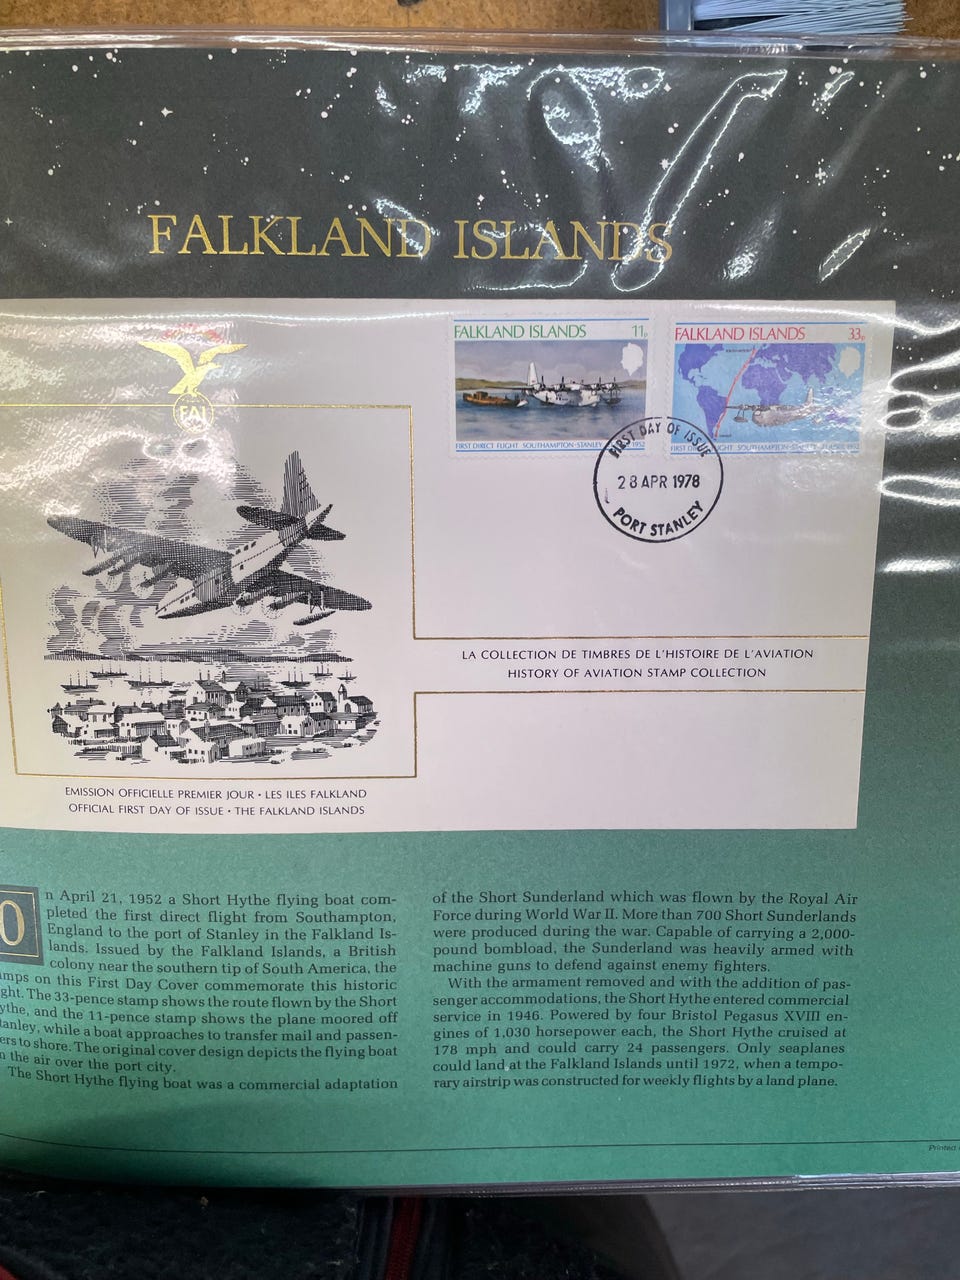 FALKLAND ISLANDS
FAI
FALKLAND ISLANDS 11p
FIRST DIRECT FLIGHT SOUTHAMPTON-STANLEY 1952
FALKLAND ISLANDS 33p
FIRST DIRECT FLIGHT SOUTHAMPTON-STANLEY 1952
FIRST DAY OF ISSUE
28 APR 1978
PORT STANLEY
LA COLLECTION DE TIMBRES DE L'HISTOIRE DE L'AVIATION
HISTORY OF AVIATION STAMP COLLECTION
EMISSION OFFICIELLE PREMIER JOUR • LES ILES FALKLAND
OFFICIAL FIRST DAY OF ISSUE • THE FALKLAND ISLANDS
On April 21, 1952 a Short Hythe flying boat com-
pleted the first direct flight from Southampton,
England to the port of Stanley in the Falkland Is-
lands. Issued by the Falkland Islands, a British
colony near the southern tip of South America, the
amps on this First Day Cover commemorate this historic
ght. The 33-pence stamp shows the route flown by the Short
ythe, and the 11-pence stamp shows the plane moored off
tanley, while a boat approaches to transfer mail and passen-
ers to shore. The original cover design depicts the flying boat
n the air over the port city.
The Short Hythe flying boat was a commercial adaptation
of the Short Sunderland which was flown by the Royal Air
Force during World War II. More than 700 Short Sunderlands
were produced during the war. Capable of carrying a 2,000-
pound bombload, the Sunderland was heavily armed with
machine guns to defend against enemy fighters.
With the armament removed and with the addition of pas-
senger accommodations, the Short Hythe entered commercial
service in 1946. Powered by four Bristol Pegasus XVIII en-
gines of 1,030 horsepower each, the Short Hythe cruised at
178 mph and could carry 24 passengers. Only seaplanes
could land at the Falkland Islands until 1972, when a tempo-
rary airstrip was constructed for weekly flights by a land plane.
Printed